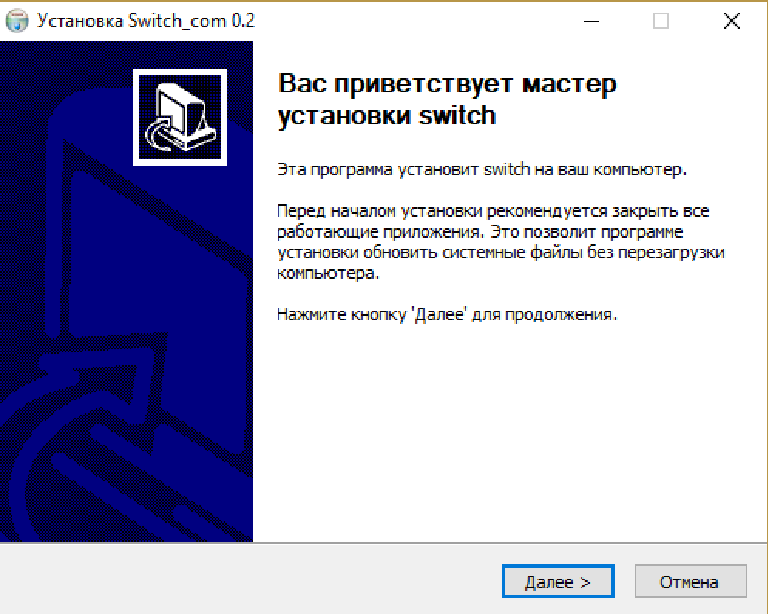 Установка Switch_com 0.2
Вас приветствует мастер
установки switch
Эта программа установит switch на ваш компьютер.
Перед началом установки рекомендуется закрыть все
работающие приложения. Это позволит программе
установки обновить системные файлы без перезагрузки
компьютера.
Нажмите кнопку 'Далее' для продолжения.
Далее >
Отмена